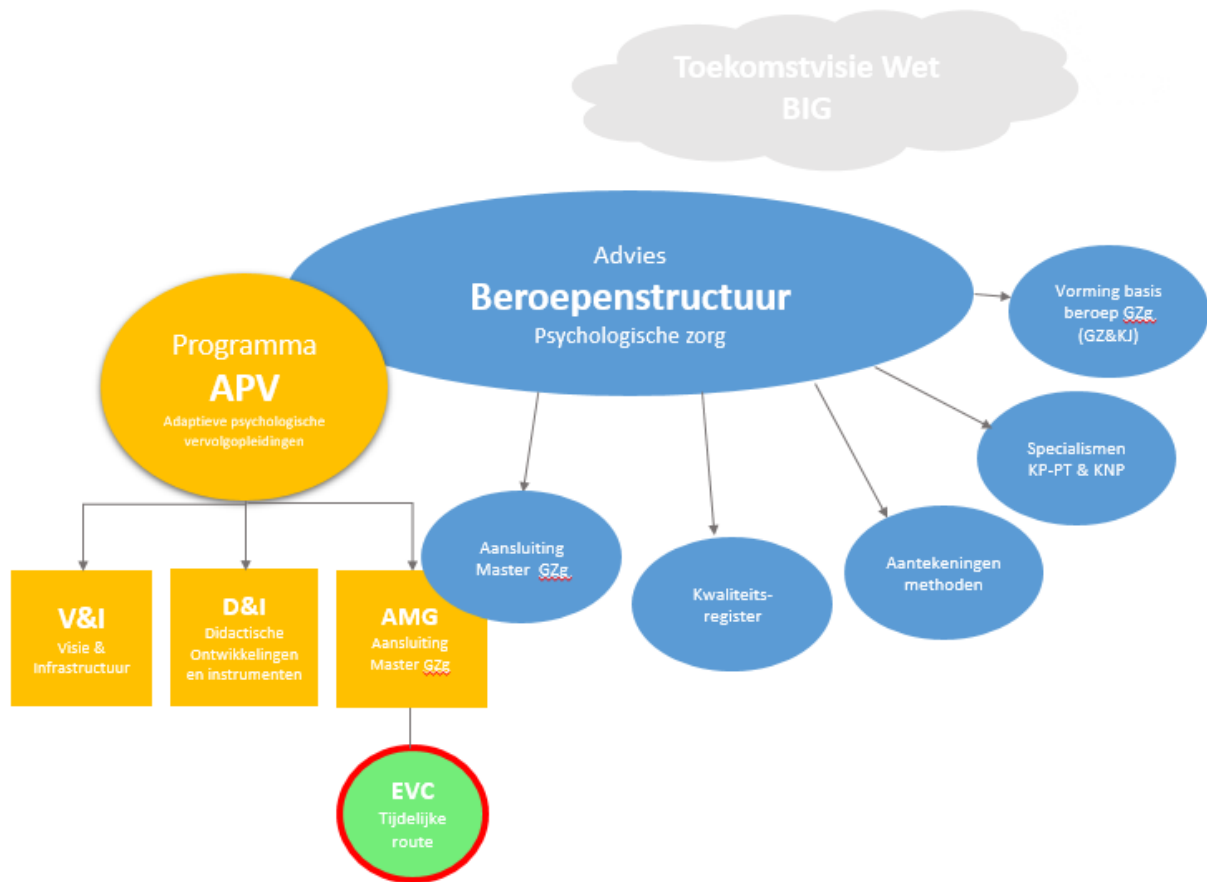 Toekomstvisie Wet
BIG
Advies
Beroepenstructuur
Psychologische zorg
Vorming basis
beroep GZg
(GZ&KJ)
Programma
APV
Adaptieve psychologische
vervolgopleidingen
Specialismen
KP-PT & KNP
Aansluiting
Master GZg
Aantekeningen
methoden
Kwaliteits-
register
V&I
Visie &
Infrastructuur
D&I
Didactische
Ontwikkelingen
en instrumenten
AMG
Aansluiting
Master GZg
EVC
Tijdelijke
route